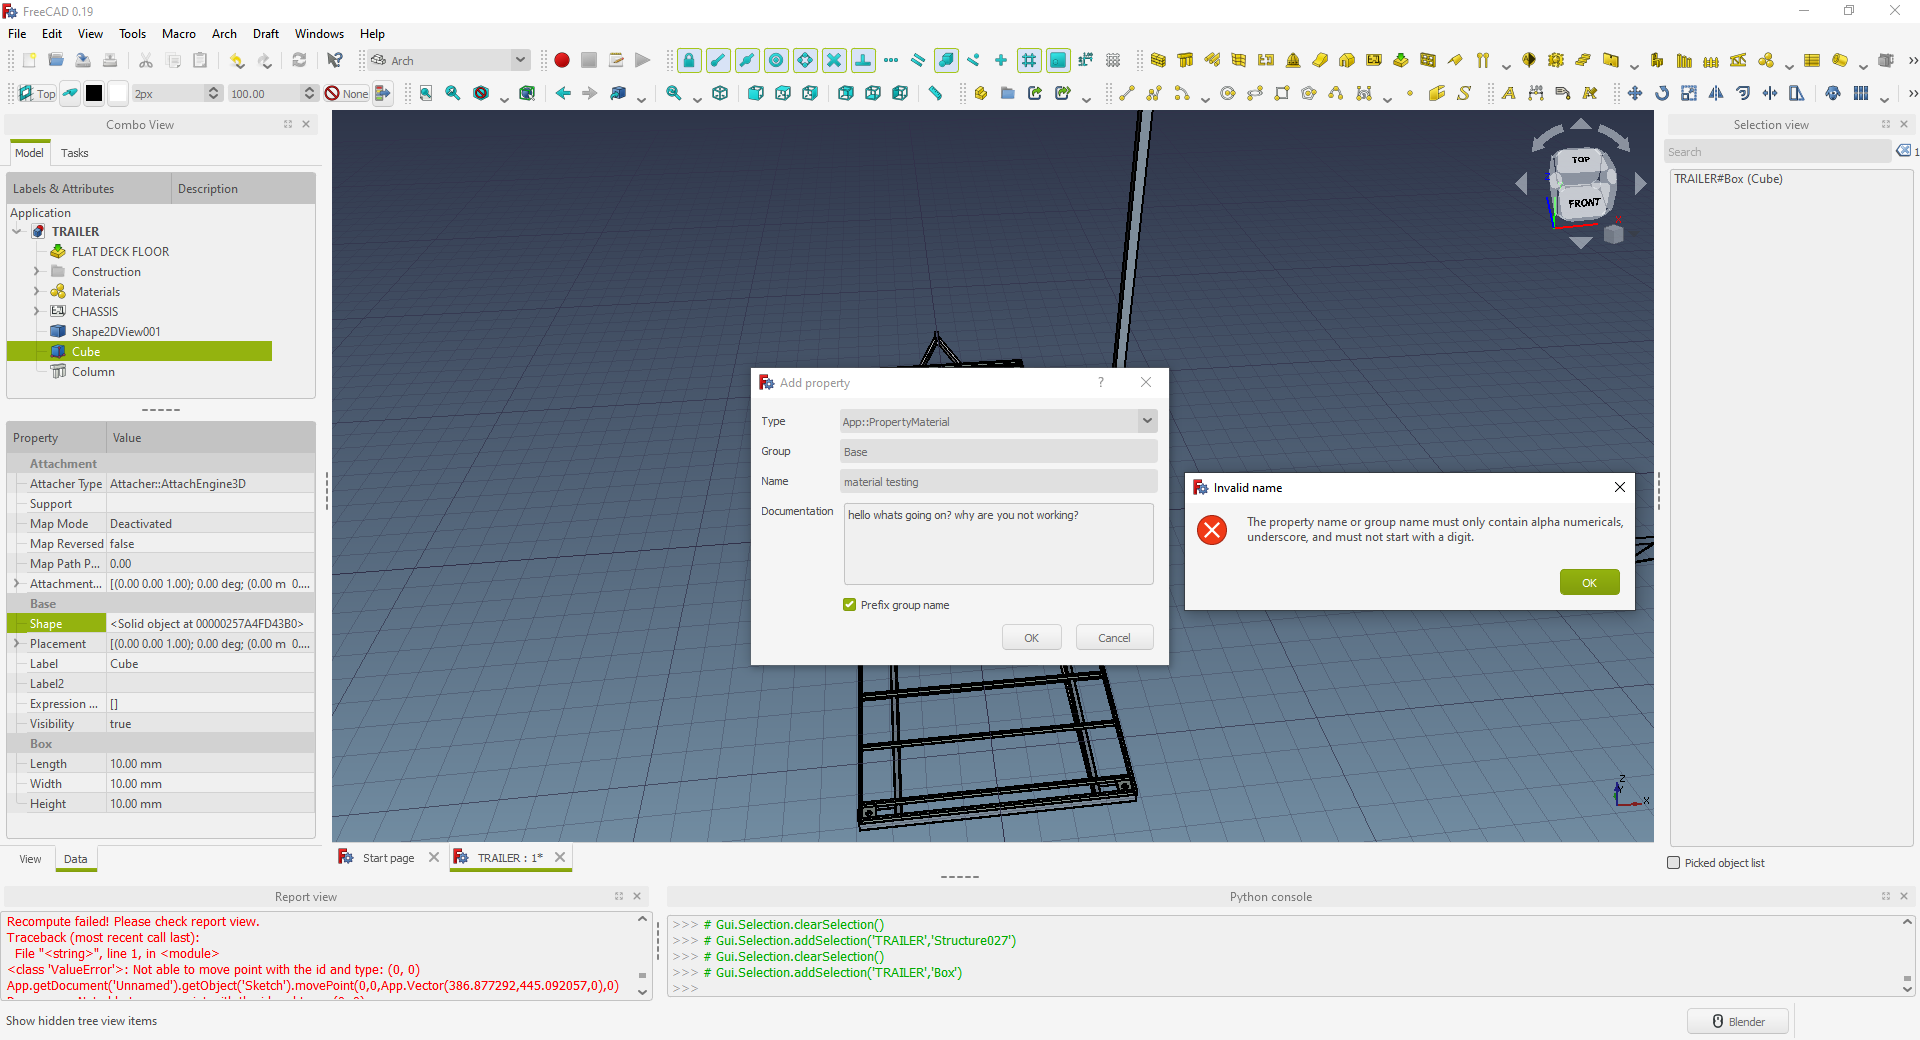 FreeCAD 0.19
File Edit View Tools Macro Arch Draft Windows Help
Arch
Top 2px 100.00 None
Combo View
Model Tasks
Labels & Attributes Description
Application
TRAILER
FLAT DECK FLOOR
Construction
Materials
CHASSIS
Shape2DView001
Cube
Column
Property Value
Attachment
Attacher Type Attacher::AttachEngine3D
Support
Map Mode Deactivated
Map Reversed false
Map Path P... 0.00
Attachment... [(0.00 0.00 1.00); 0.00 deg; (0.00 m 0....
Base
Shape <Solid object at 00000257A4FD43B0>
Placement [(0.00 0.00 1.00); 0.00 deg; (0.00 m 0....
Label Cube
Label2
Expression ... []
Visibility true
Box
Length 10.00 mm
Width 10.00 mm
Height 10.00 mm
View Data
TOP
FRONT
Z
X
Add property ?
Type App::PropertyMaterial
Group Base
Name material testing
Documentation hello whats going on? why are you not working?
Prefix group name
OK Cancel
Invalid name
The property name or group name must only contain alpha numericals,
underscore, and must not start with a digit.
OK
Start page TRAILER : 1*
Selection view
Search 1
TRAILER#Box (Cube)
Picked object list
Report view
Recompute failed! Please check report view.
Traceback (most recent call last):
File "<string>", line 1, in <module>
<class 'ValueError'>: Not able to move point with the id and type: (0, 0)
App.getDocument('Unnamed').getObject('Sketch').movePoint(0,0,App.Vector(386.877292,445.092057,0),0)
Python console
>>> # Gui.Selection.clearSelection()
>>> # Gui.Selection.addSelection('TRAILER','Structure027')
>>> # Gui.Selection.clearSelection()
>>> # Gui.Selection.addSelection('TRAILER','Box')
>>>
Show hidden tree view items
Blender